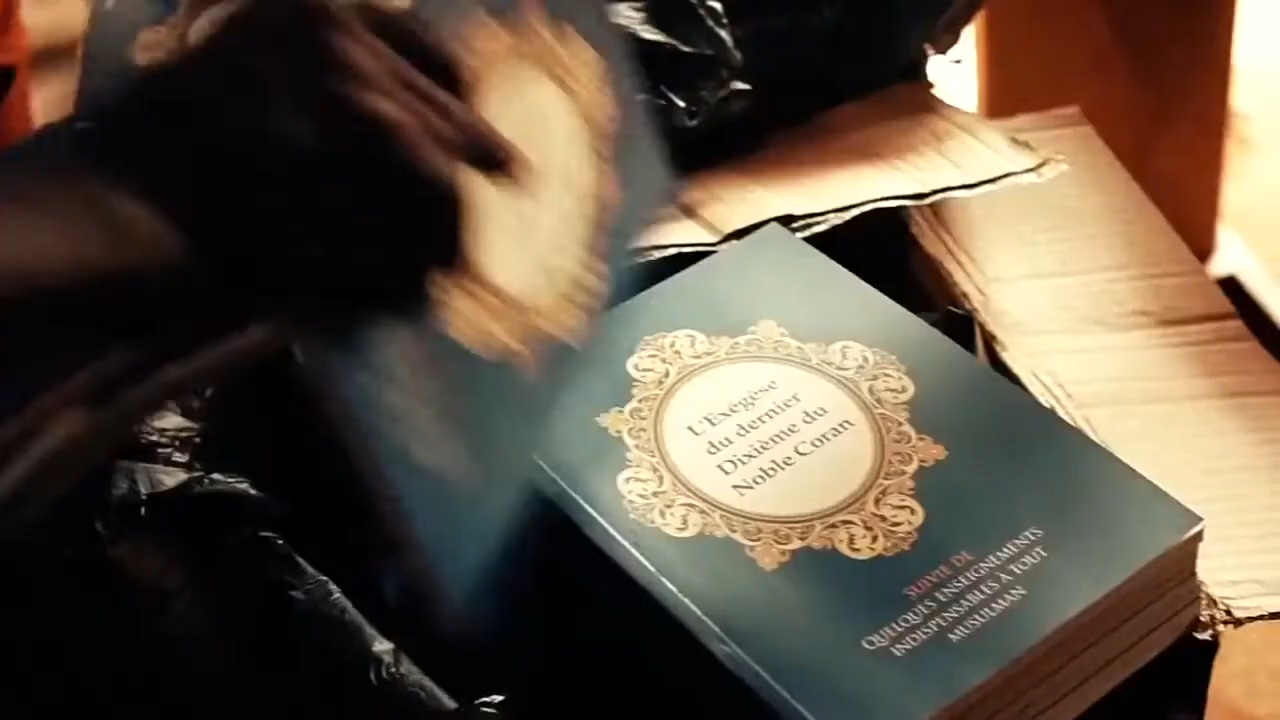 L'Exégèse
du dernier
Dixième du
Noble Coran
SUIVIE DE
QUELQUES ENSEIGNEMENTS
INDISPENSABLES À TOUT
MUSULMAN